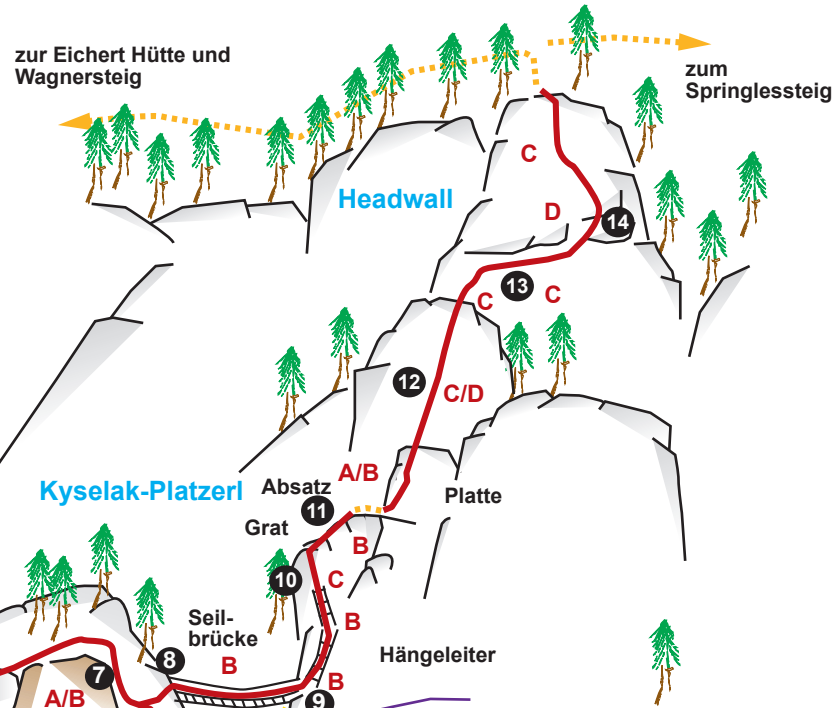 zur Eichert Hütte und
Wagnersteig
zum
Springlessteig
C
Headwall
D
14
13
C
C
12
C/D
A/B
Kyselak-Platzerl
Absatz
Platte
11
Grat
B
10
C
Seil-
brücke
B
8
B
Hängeleiter
7
B
A/B
9